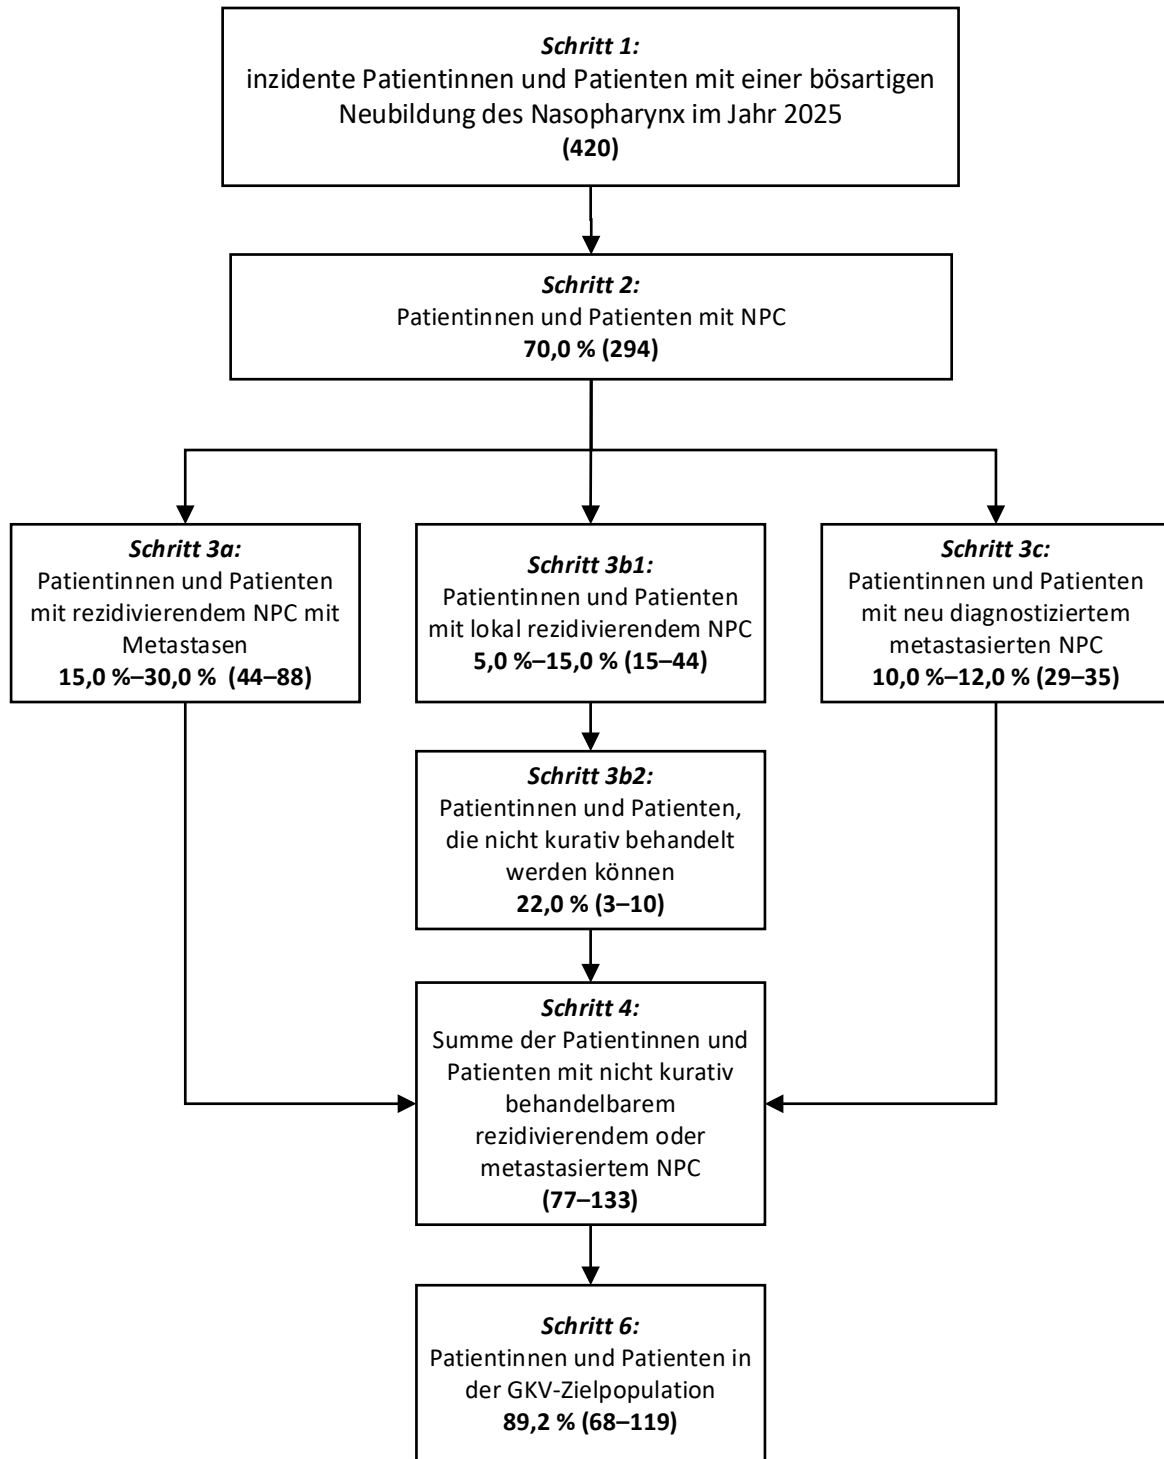 Schritt 1:
inzidente Patientinnen und Patienten mit einer bösartigen
Neubildung des Nasopharynx im Jahr 2025
(420)
Schritt 2:
Patientinnen und Patienten mit NPC
70,0 % (294)
Schritt 3a:
Patientinnen und Patienten
mit rezidivierendem NPC mit
Metastasen
15,0 %–30,0 % (44–88)
Schritt 3b1:
Patientinnen und Patienten
mit lokal rezidivierendem NPC
5,0 %–15,0 % (15–44)
Schritt 3c:
Patientinnen und Patienten
mit neu diagnostiziertem
metastasierten NPC
10,0 %–12,0 % (29–35)
Schritt 3b2:
Patientinnen und Patienten,
die nicht kurativ behandelt
werden können
22,0 % (3–10)
Schritt 4:
Summe der Patientinnen und
Patienten mit nicht kurativ
behandelbarem
rezidivierendem oder
metastasiertem NPC
(77–133)
Schritt 6:
Patientinnen und Patienten in
der GKV-Zielpopulation
89,2 % (68–119)